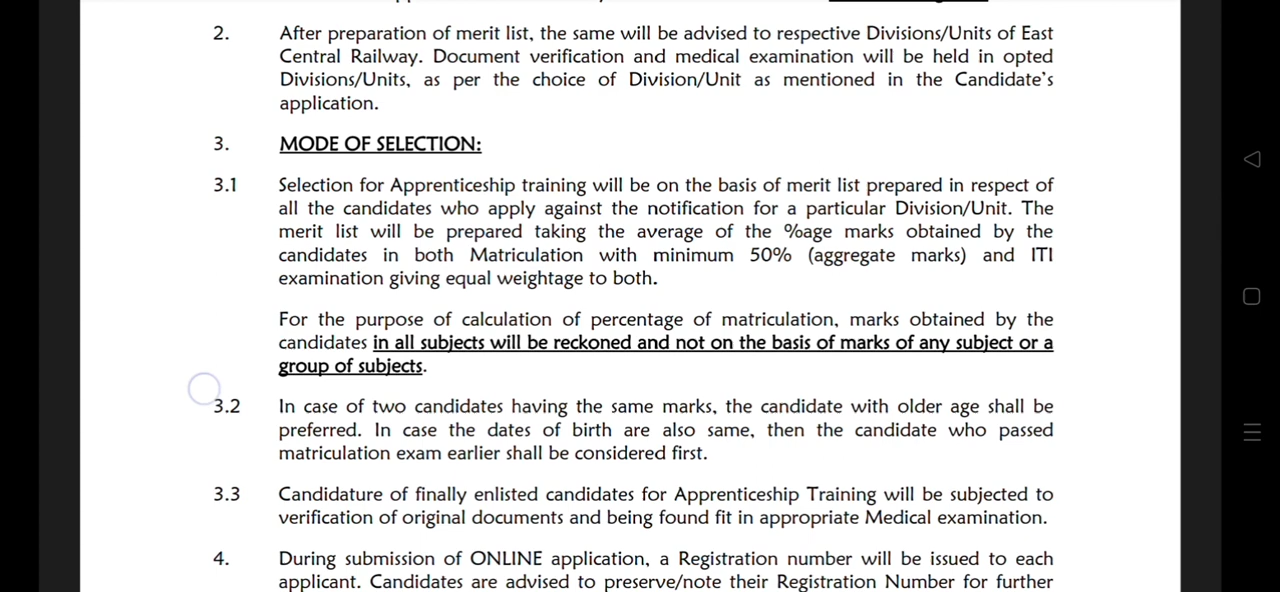 2. After preparation of merit list, the same will be advised to respective Divisions/Units of East
Central Railway. Document verification and medical examination will be held in opted
Divisions/Units, as per the choice of Division/Unit as mentioned in the Candidate's
application.
3. MODE OF SELECTION:
3.1 Selection for Apprenticeship training will be on the basis of merit list prepared in respect of
all the candidates who apply against the notification for a particular Division/Unit. The
merit list will be prepared taking the average of the %age marks obtained by the
candidates in both Matriculation with minimum 50% (aggregate marks) and ITI
examination giving equal weightage to both.
For the purpose of calculation of percentage of matriculation, marks obtained by the
candidates in all subjects will be reckoned and not on the basis of marks of any subject or a
group of subjects.
3.2 In case of two candidates having the same marks, the candidate with older age shall be
preferred. In case the dates of birth are also same, then the candidate who passed
matriculation exam earlier shall be considered first.
3.3 Candidature of finally enlisted candidates for Apprenticeship Training will be subjected to
verification of original documents and being found fit in appropriate Medical examination.
4. During submission of ONLINE application, a Registration number will be issued to each
applicant. Candidates are advised to preserve/note their Registration Number for further